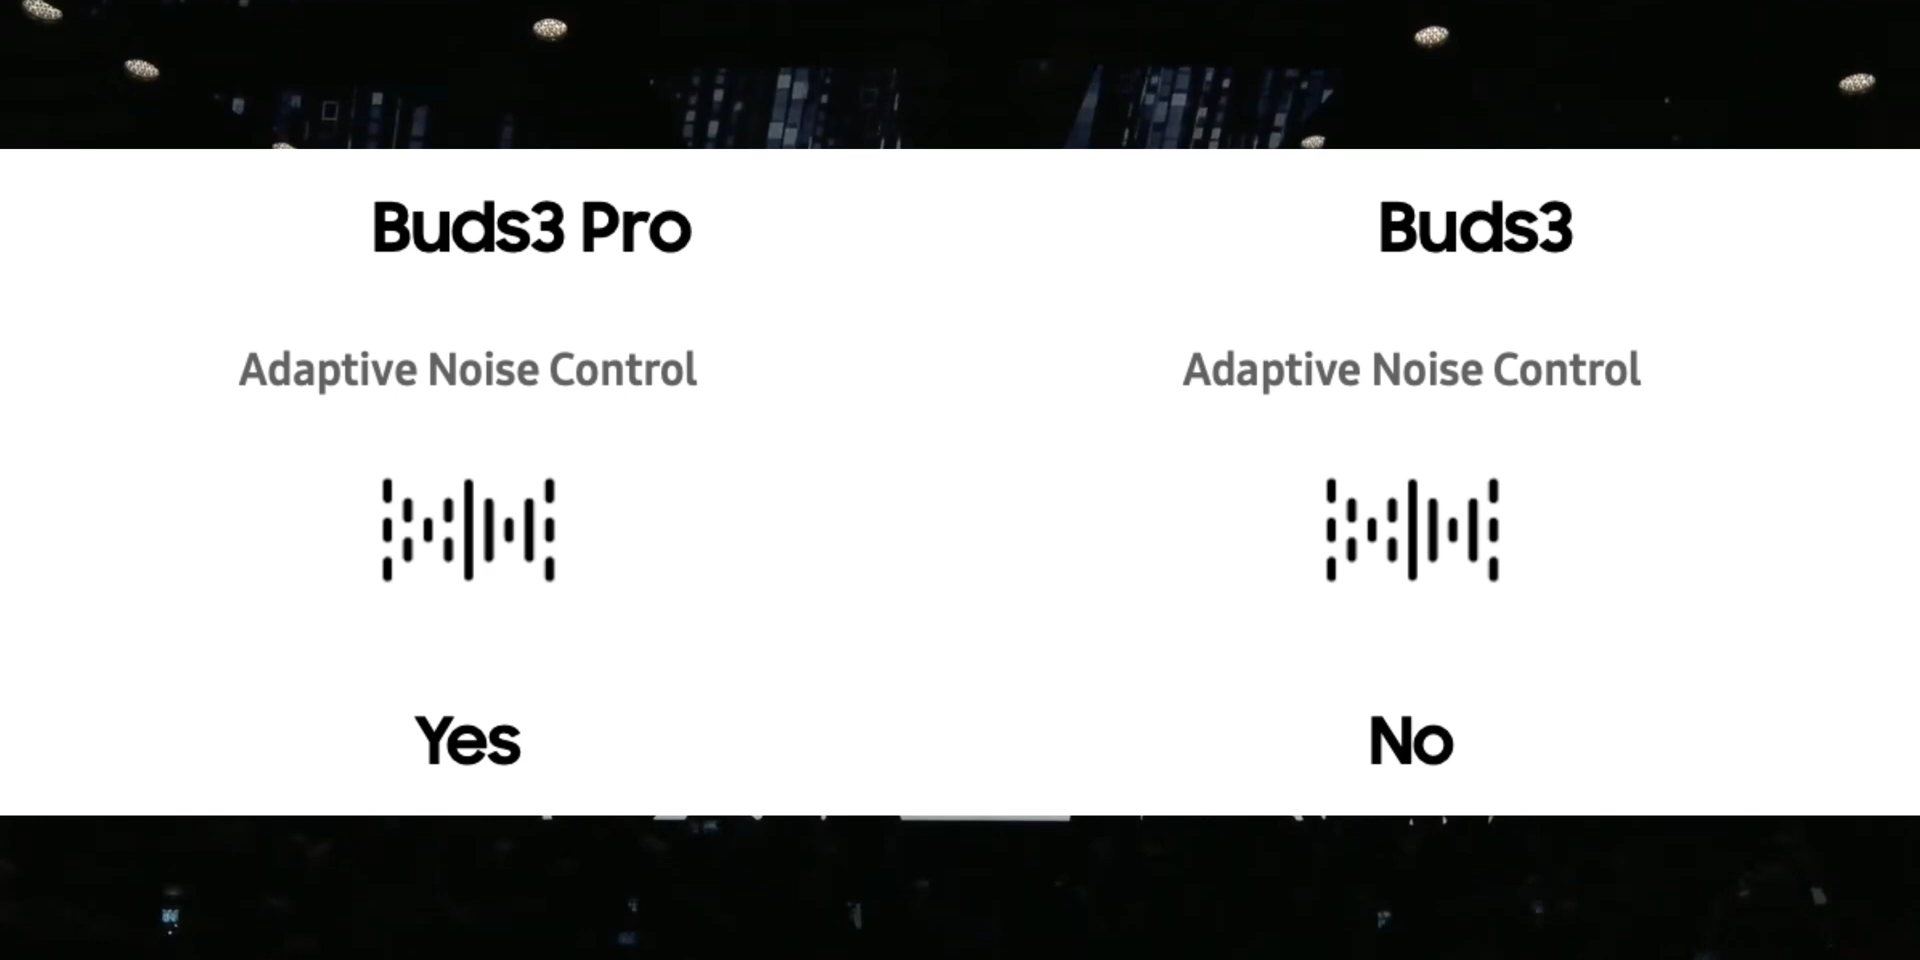 Buds3 Pro
Buds3
Adaptive Noise Control
Adaptive Noise Control
Yes
No